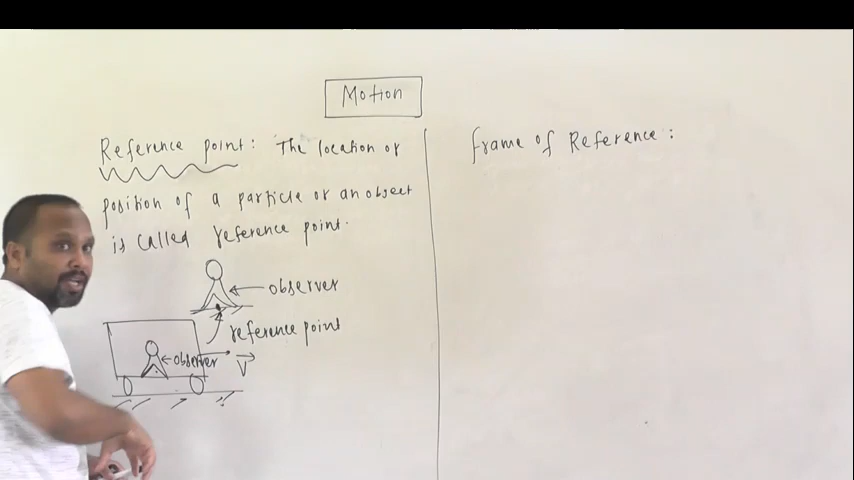 Motion
Reference point: The location or
position of a particle or an object
is called reference point.
observer
reference point
observer
V
frame of Reference: